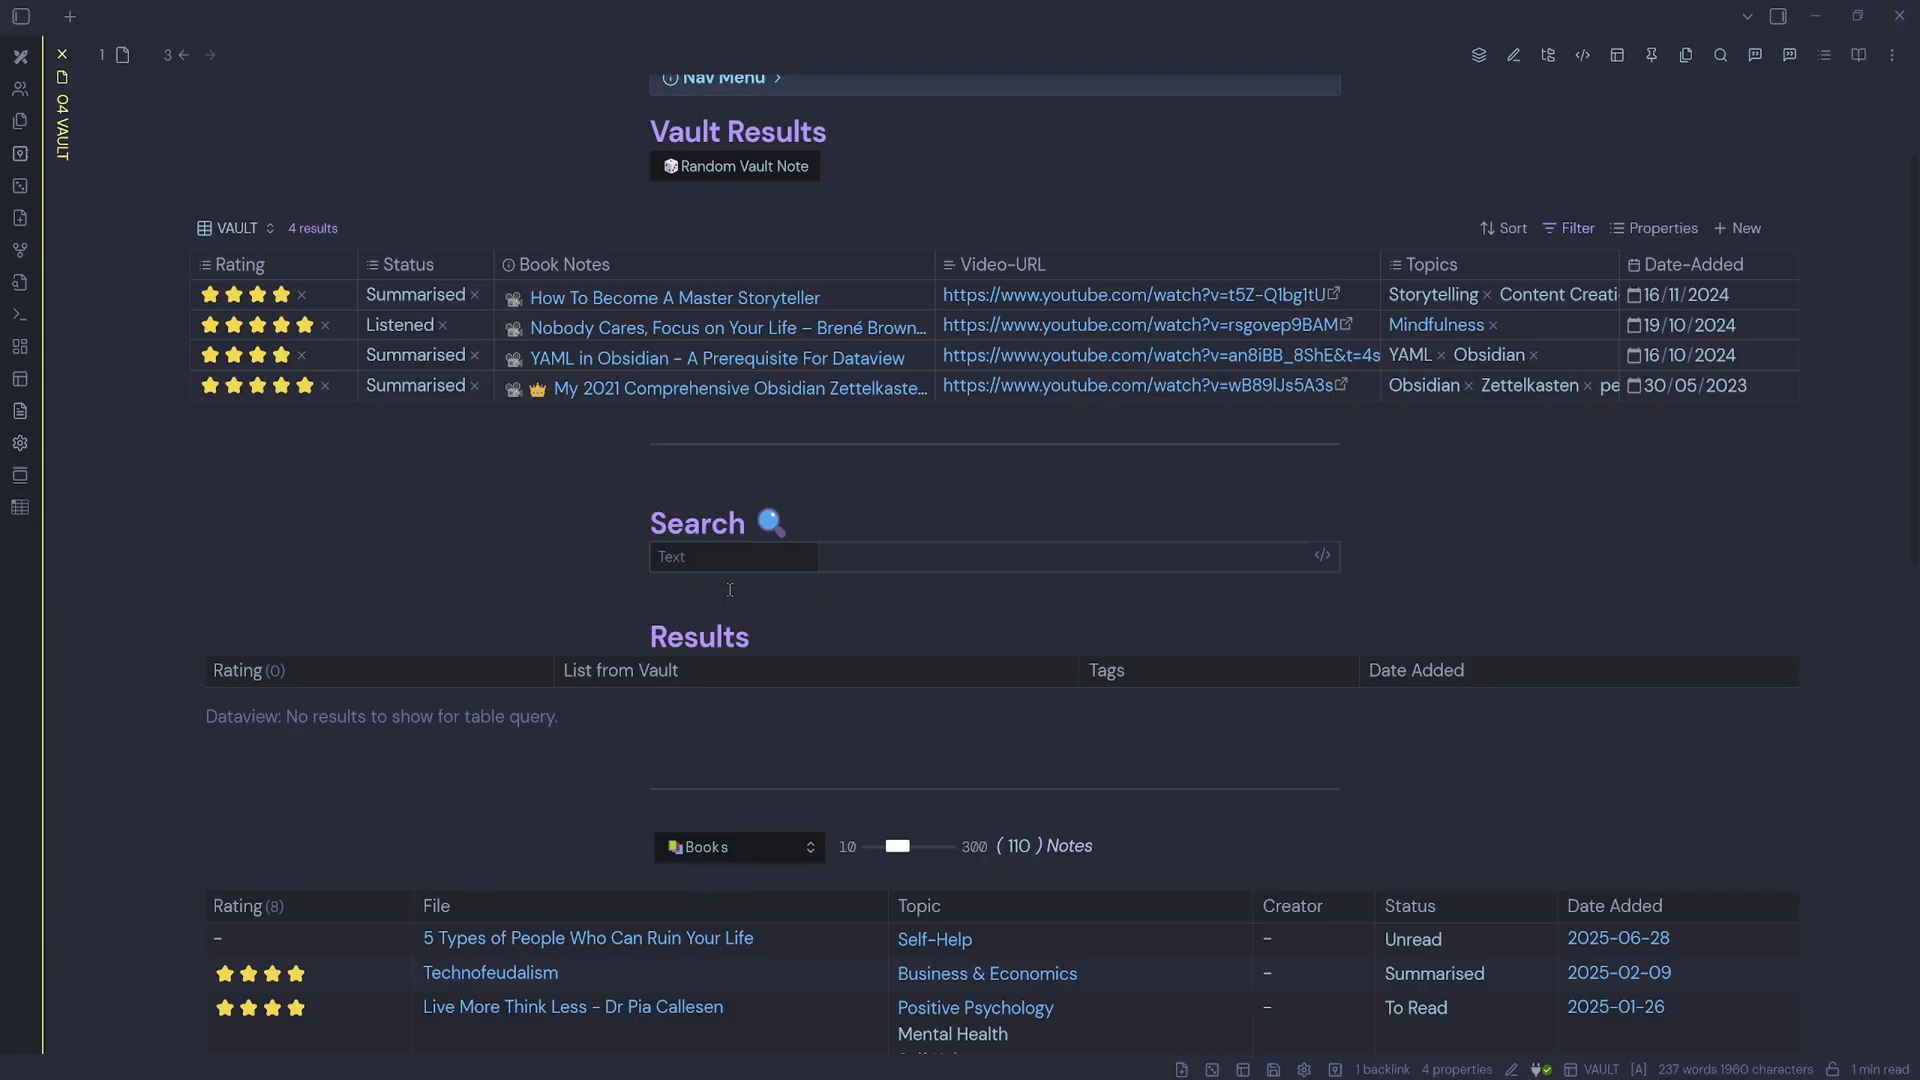 1
3
04 VAULT
Nav Menu
Vault Results
Random Vault Note
VAULT 4 results Sort Filter Properties New
Rating Status Book Notes Video-URL Topics Date-Added
Summarised × How To Become A Master Storyteller https://www.youtube.com/watch?v=t5Z-Q1bg1tU Storytelling × Content Creati 16/11/2024
Listened × Nobody Cares, Focus on Your Life – Brené Brown... https://www.youtube.com/watch?v=rsgovep9BAM Mindfulness × 19/10/2024
Summarised × YAML in Obsidian - A Prerequisite For Dataview https://www.youtube.com/watch?v=an8iBB_8ShE&t=4s YAML × Obsidian × 16/10/2024
Summarised × My 2021 Comprehensive Obsidian Zettelkaste... https://www.youtube.com/watch?v=wB89lJs5A3s Obsidian × Zettelkasten × pe 30/05/2023
Search
Text </>
Results
Rating (0) List from Vault Tags Date Added
Dataview: No results to show for table query.
Books 10 300 ( 110 ) Notes
Rating (8) File Topic Creator Status Date Added
- 5 Types of People Who Can Ruin Your Life Self-Help - Unread 2025-06-28
Technofeudalism Business & Economics - Summarised 2025-02-09
Live More Think Less - Dr Pia Callesen Positive Psychology - To Read 2025-01-26
Mental Health
1 backlink 4 properties VAULT [A] 237 words 1960 characters 1 min read